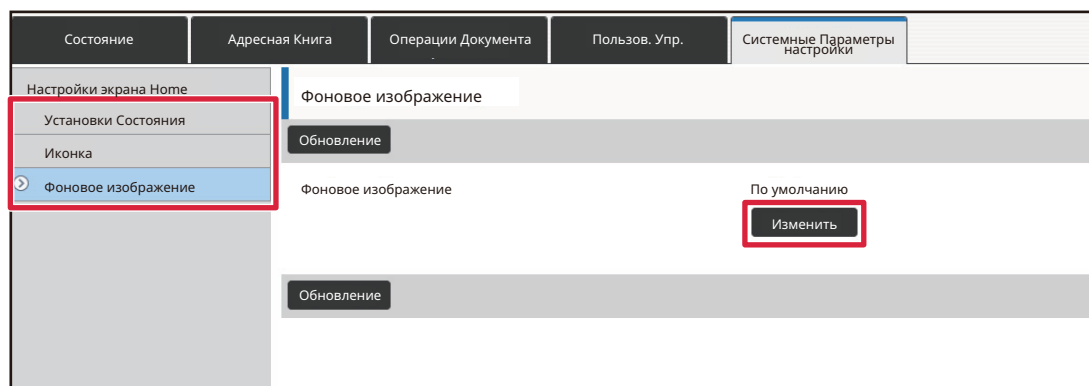 Состояние
Адресная Книга
Операции Документа
Пользов. Упр.
Системные Параметры
настройки
Настройки экрана Home
Установки Состояния
Иконка
Фоновое изображение
Фоновое изображение
Обновление
Фоновое изображение
По умолчанию
Изменить
Обновление